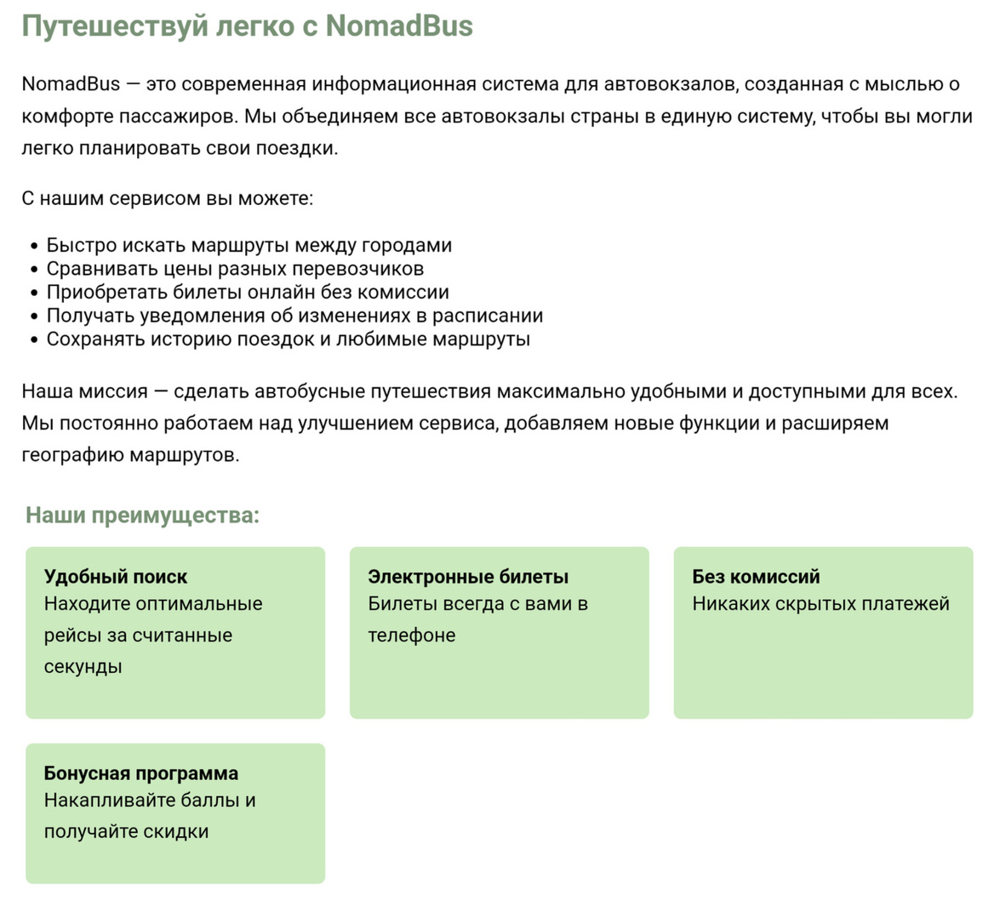 Путешествуй легко с NomadBus
NomadBus — это современная информационная система для автовокзалов, созданная с мыслью о
комфорте пассажиров. Мы объединяем все автовокзалы страны в единую систему, чтобы вы могли
легко планировать свои поездки.
С нашим сервисом вы можете:
• Быстро искать маршруты между городами
• Сравнивать цены разных перевозчиков
• Приобретать билеты онлайн без комиссии
• Получать уведомления об изменениях в расписании
• Сохранять историю поездок и любимые маршруты
Наша миссия — сделать автобусные путешествия максимально удобными и доступными для всех.
Мы постоянно работаем над улучшением сервиса, добавляем новые функции и расширяем
географию маршрутов.
Наши преимущества:
Удобный поиск
Находите оптимальные
рейсы за считанные
секунды
Электронные билеты
Билеты всегда с вами в
телефоне
Без комиссий
Никаких скрытых платежей
Бонусная программа
Накапливайте баллы и
получайте скидки